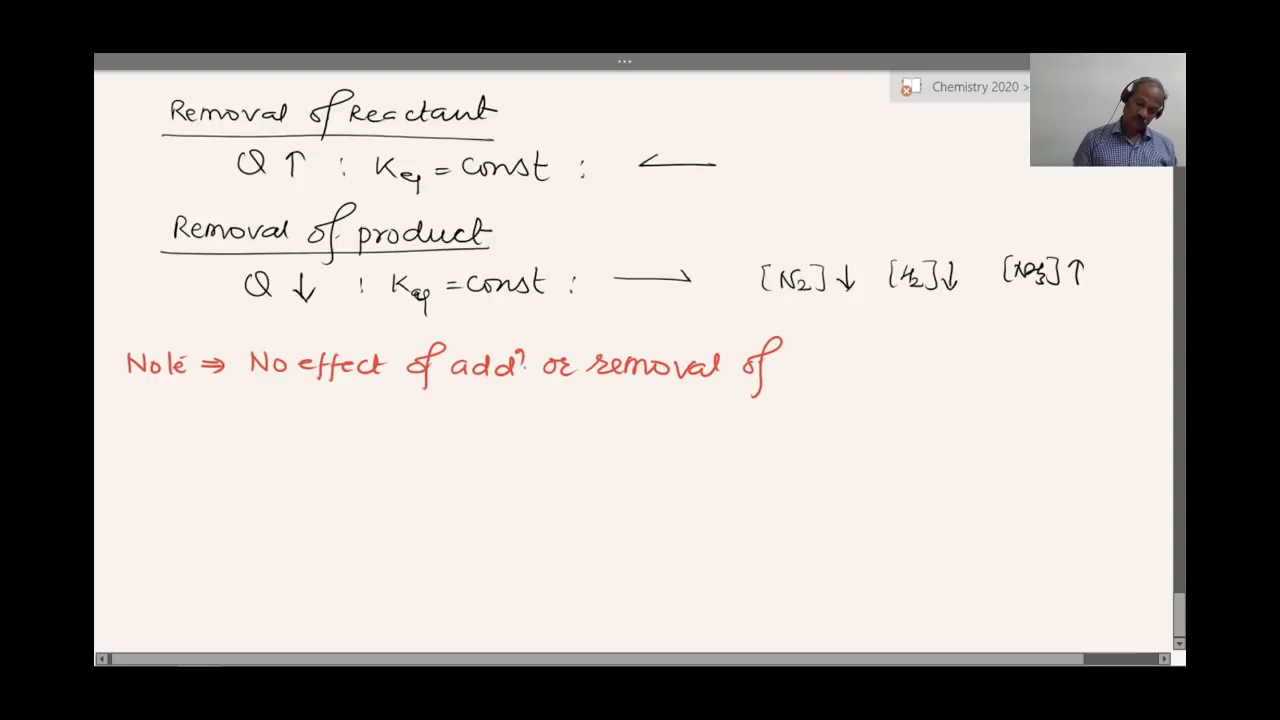 Chemistry 2020 >
Removal of Reactant
Q ↑ : Keq = const : ←
Removal of product
Q ↓ : Keq = const : → [N2]↓ [H2]↓ [NH3]↑
Note ⇒ No effect of addn. or removal of